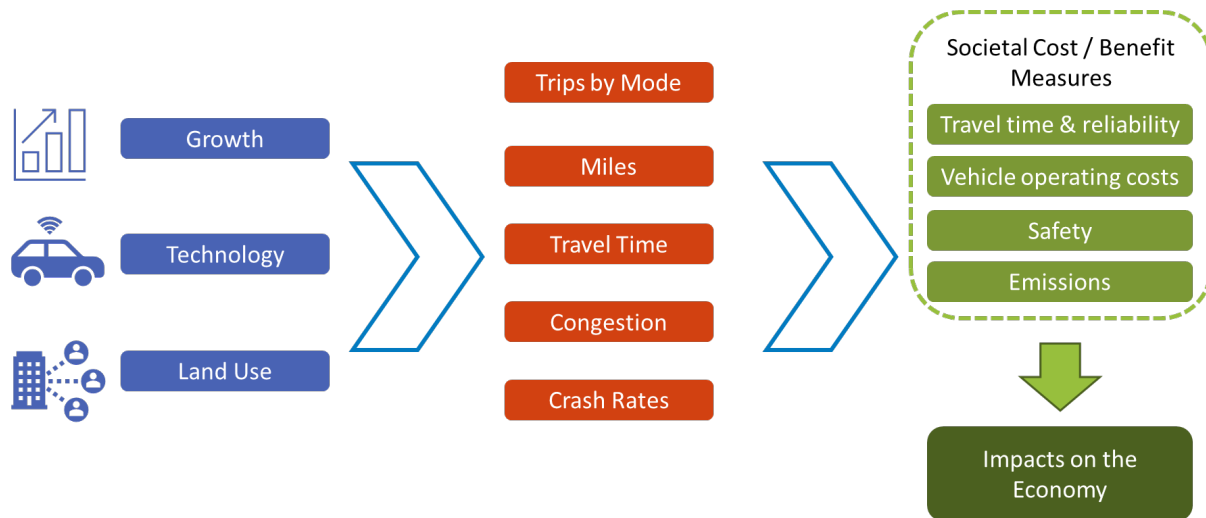 Growth
Technology
Land Use
Trips by Mode
Miles
Travel Time
Congestion
Crash Rates
Societal Cost / Benefit
Measures
Travel time & reliability
Vehicle operating costs
Safety
Emissions
Impacts on the
Economy